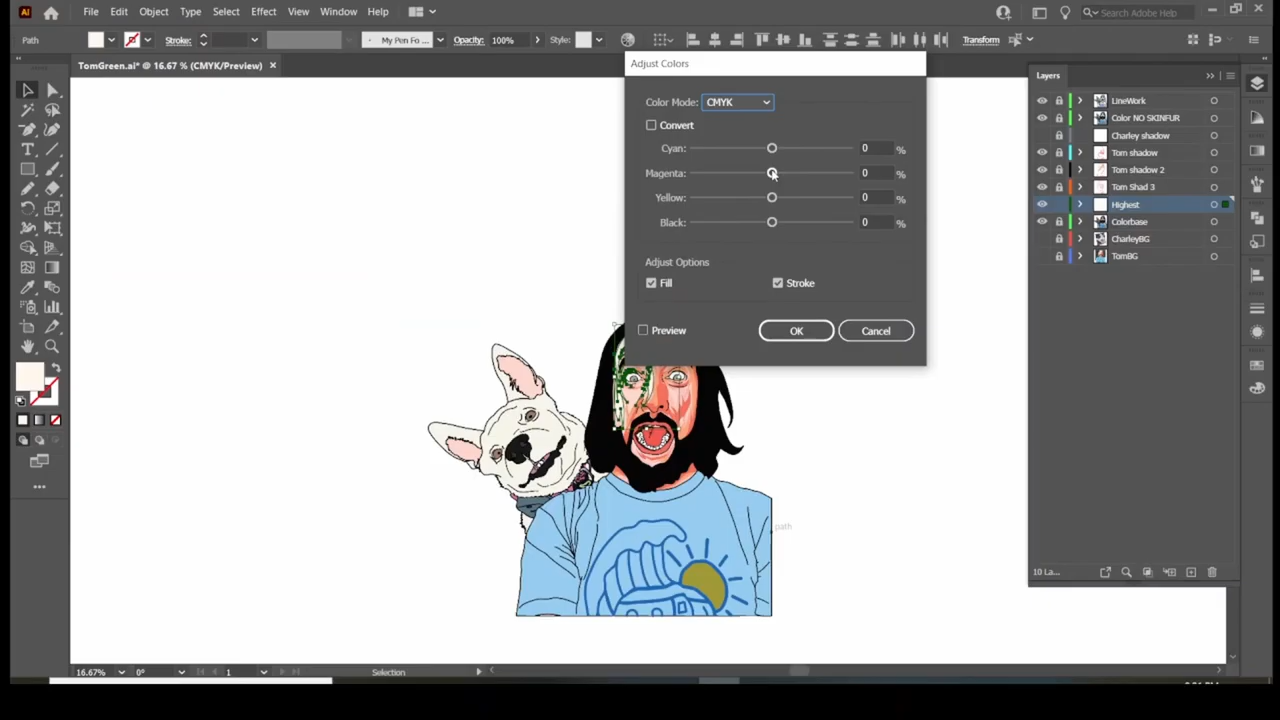 Ai File Edit Object Type Select Effect View Window Help Search Adobe Help
Path Stroke: My Pen Fo ... Opacity: 100% Style: Transform
TomGreen.ai* @ 16.67 % (CMYK/Preview)
Adjust Colors
Color Mode: CMYK
Convert
Cyan: 0 %
Magenta: 0 %
Yellow: 0 %
Black: 0 %
Adjust Options
Fill Stroke
Preview OK Cancel
Layers
LineWork
Color NO SKINFUR
Charley shadow
Tom shadow
Tom shadow 2
Tom Shad 3
Highest
Colorbase
CharleyBG
TomBG
10 La...
path
16.67% 0° 1 Selection